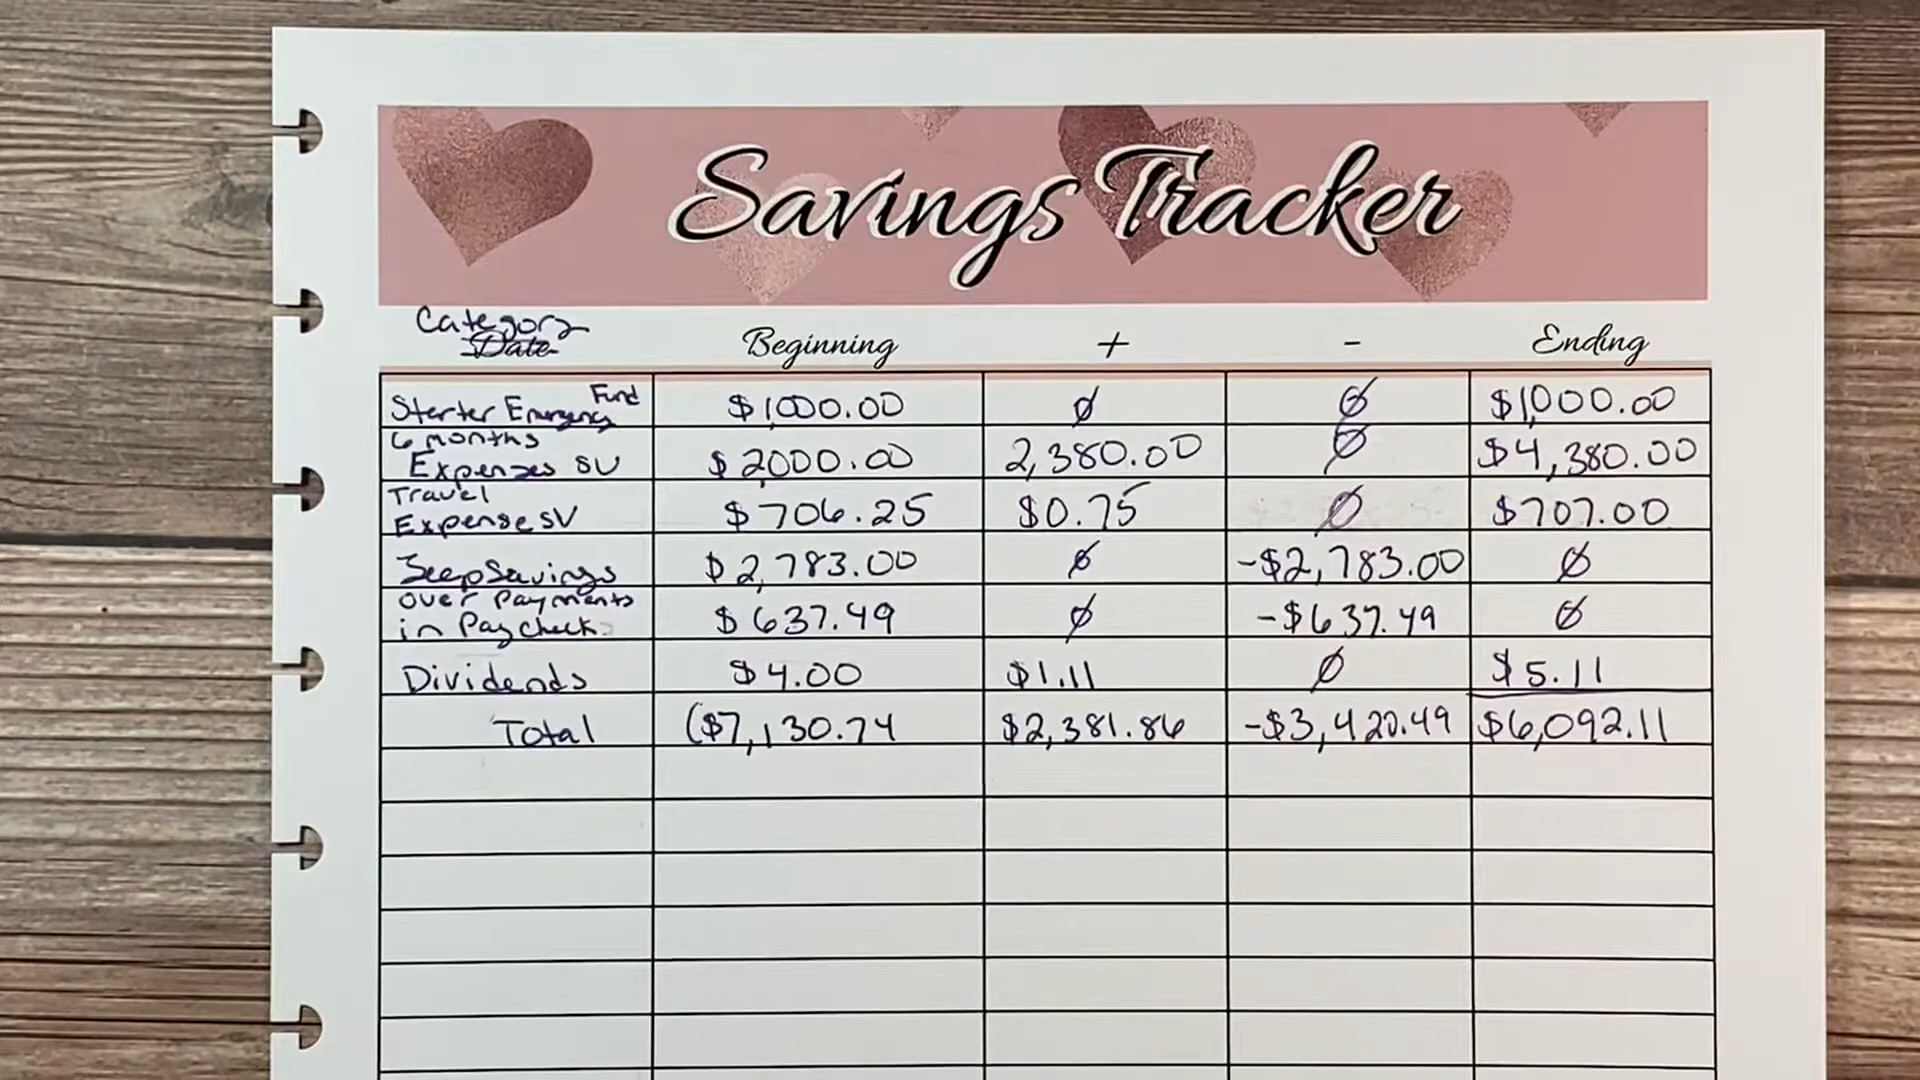 Savings Tracker
Category
Date Beginning + - Ending
Starter Emergency Fund $1,000.00 ∅ ∅ $1,000.00
6 months
Expenses SV $2000.00 2,380.00 ∅ $4,380.00
Travel
Expense SV $706.25 $0.75 ∅ $707.00
Jeep Savings $2,783.00 ∅ -$2,783.00 ∅
over payments
in Paycheck $637.49 ∅ -$637.49 ∅
Dividends $4.00 $1.11 ∅ $5.11
Total ($7,130.74 $2,381.86 -$3,420.49 $6,092.11